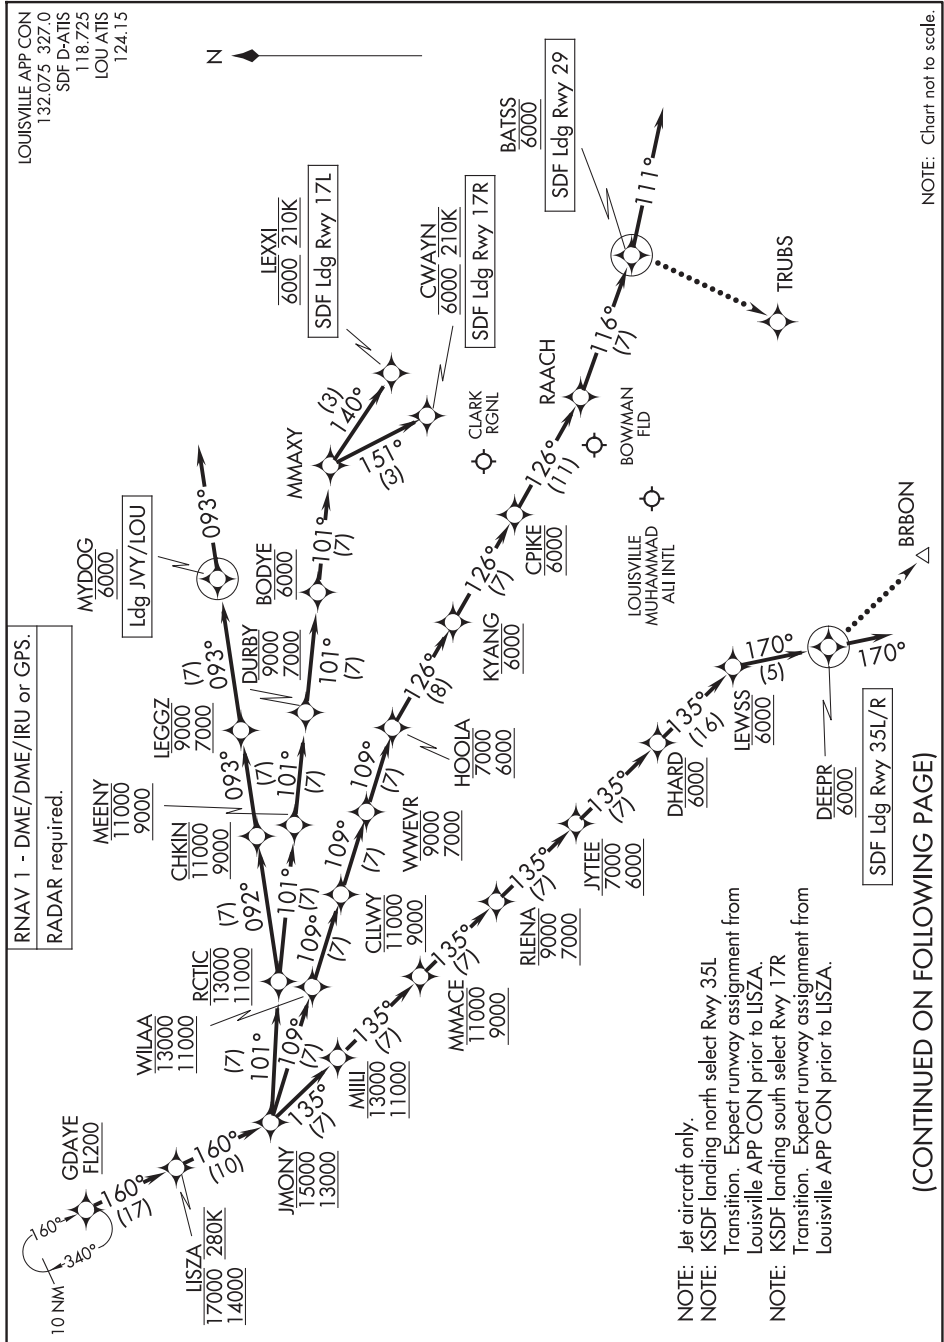 LOUISVILLE APP CON
132.075 327.0
SDF D-ATIS
118.725
LOU ATIS
124.15
RNAV 1 - DME/DME/IRU or GPS.
RADAR required.
N
10 NM
160°
340°
GDAYE
FL200
160°
(17)
LISZA
17000 280K
14000
160°
(10)
JMONY
15000
13000
(7)
101°
109°
(7)
135°
(7)
WILAA
13000
11000
RCTIC
13000
11000
(7)
092°
CHKIN
11000
9000
093°
(7)
LEGGZ
9000
7000
(7)
093°
MYDOG
6000
Ldg JVY/LOU
093°
101°
(7)
MEENY
11000
9000
101°
(7)
DURBY
9000
7000
101°
(7)
BODYE
6000
101°
(7)
MMAXY
(3)
140°
LEXXI
6000 210K
SDF Ldg Rwy 17L
151°
(3)
CWAYN
6000 210K
SDF Ldg Rwy 17R
109°
(7)
CLLWY
11000
9000
109°
(7)
WWEVR
9000
7000
109°
(7)
HOOLA
7000
6000
126°
(8)
KYANG
6000
126°
(7)
CPIKE
6000
126°
(11)
RAACH
116°
(7)
BATSS
6000
SDF Ldg Rwy 29
111°
TRUBS
CLARK
RGNL
BOWMAN
FLD
LOUISVILLE
MUHAMMAD
ALI INTL
MIILI
13000
11000
135°
(7)
MMACE
11000
9000
135°
(7)
RLENA
9000
7000
135°
(7)
JYTEE
7000
6000
135°
(7)
DHARD
6000
135°
(16)
LEWSS
6000
170°
(5)
DEEPR
6000
SDF Ldg Rwy 35L/R
170°
BRBON
NOTE: Jet aircraft only.
NOTE: KSDF landing north select Rwy 35L
Transition. Expect runway assignment from
Louisville APP CON prior to LISZA.
NOTE: KSDF landing south select Rwy 17R
Transition. Expect runway assignment from
Louisville APP CON prior to LISZA.
(CONTINUED ON FOLLOWING PAGE)
NOTE: Chart not to scale.